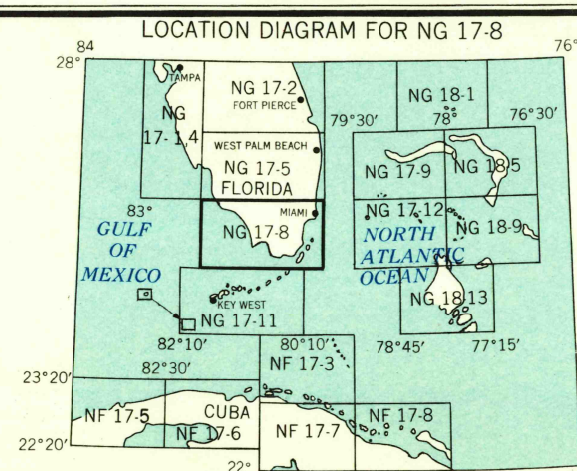 LOCATION DIAGRAM FOR NG 17-8
84
76°
28°
TAMPA
NG 17-2
FORT PIERCE
NG 18-1
NG
17-1,4
79°30'
78°
76°30'
WEST PALM BEACH
NG 17-5
FLORIDA
NG 17-9
NG 18-5
83°
MIAMI
NG 17-8
NG 17-12
NG 18-9
GULF
OF
MEXICO
NORTH
ATLANTIC
OCEAN
KEY WEST
NG 17-11
NG 18-13
82°10'
80°10'
78°45'
77°15'
82°30'
NF 17-3
23°20'
NF 17-5
CUBA
NF 17-6
NF 17-7
NF 17-8
22°20'
22°